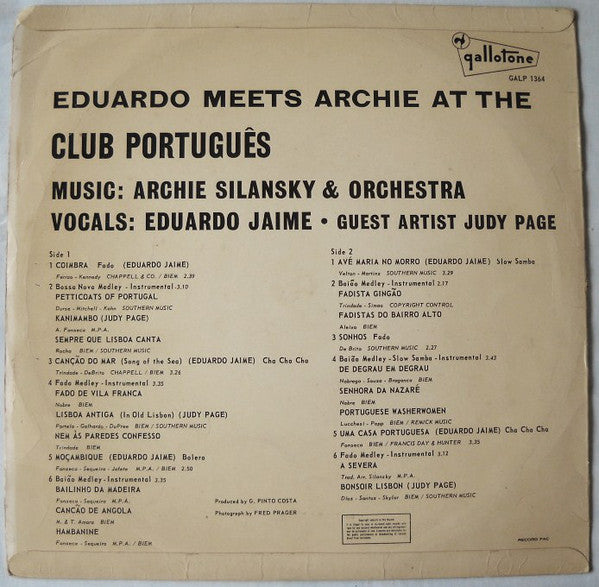 gallotone
GALP 1364
EDUARDO MEETS ARCHIE AT THE
CLUB PORTUGUÊS
MUSIC: ARCHIE SILANSKY & ORCHESTRA
VOCALS: EDUARDO JAIME • GUEST ARTIST JUDY PAGE
Side 1
1 COIMBRA Fado (EDUARDO JAIME)
Ferrao - Kennedy CHAPPELL & CO. / BIEM 2.39
2 Bossa Nova Medley - Instrumental 3.10
PETTICOATS OF PORTUGAL
Durso - Mitchell - Kahn SOUTHERN MUSIC
KANIMAMBO (JUDY PAGE)
A. Fonseca M.P.A.
SEMPRE QUE LISBOA CANTA
Rocha BIEM / SOUTHERN MUSIC
3 CANÇÃO DO MAR (Song of the Sea) (EDUARDO JAIME) Cha Cha Cha
Trindade - DeBrito CHAPPELL / BIEM 3.26
4 Fado Medley - Instrumental 3.35
FADO DE VILA FRANCA
Nobre BIEM
LISBOA ANTIGA (In Old Lisbon) (JUDY PAGE)
Portela - Galhardo - DuPree BIEM / SOUTHERN MUSIC
NEM ÁS PAREDES CONFESSO
Trindade BIEM
5 MOÇAMBIQUE (EDUARDO JAIME) Bolero
Fonseca - Sequeira - Jafete M.P.A. / BIEM 2.50
6 Baião Medley - Instrumental 3.35
BAILINHO DA MADEIRA
Fonseca - Sequeira M.P.A.
CANCÃO DE ANGOLA
M. & T. Amaro BIEM
HAMBANINE
Fonseca - Sequeira M.P.A. / BIEM
Produced by G. PINTO COSTA
Photograph by FRED PRAGER
Side 2
1 AVÉ MARIA NO MORRO (EDUARDO JAIME) Slow Samba
Veltran - Martins SOUTHERN MUSIC 3.29
2 Baião Medley - Instrumental 2.17
FADISTA GINGÃO
Trindade - Simas COPYRIGHT CONTROL
FADISTAS DO BAIRRO ALTO
Aleixo BIEM
3 SONHOS Fado
De Brito SOUTHERN MUSIC 2.27
4 Baião Medley - Slow Samba - Instrumental 3.43
DE DEGRAU EM DEGRAU
Nobrega - Souza - Braganca BIEM
SENHORA DA NAZARÉ
Nobre BIEM
PORTUGUESE WASHERWOMEN
Lucchesi - Popp BIEM / REMICK MUSIC
5 UMA CASA PORTUGUESA (EDUARDO JAIME) Cha Cha Cha
Fonseca BIEM / FRANCIS DAY & HUNTER 3.35
6 Fado Medley - Instrumental 3.12
A SEVERA
Trad. Arr. Silansky M.P.A.
BONSOIR LISBON (JUDY PAGE)
Dias - Santos - Skylar BIEM / SOUTHERN MUSIC
RECORD PAC